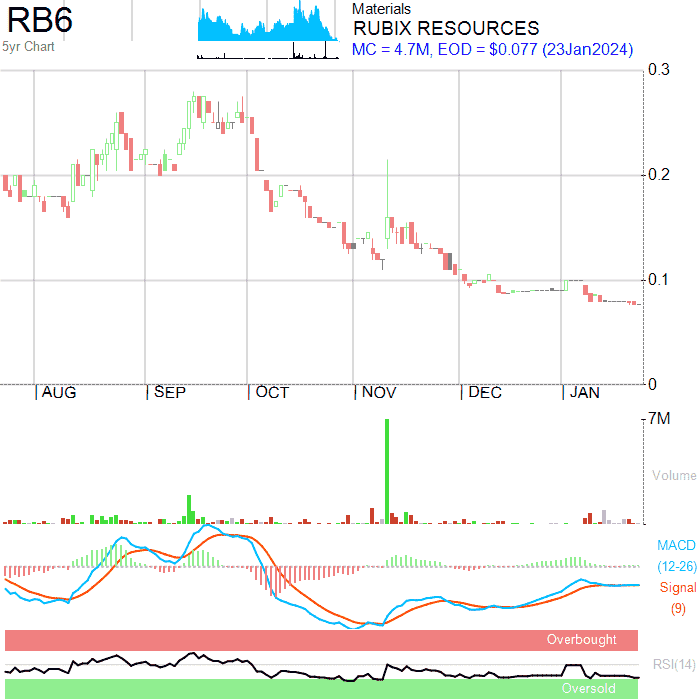 RB6
5yr Chart
Materials
RUBIX RESOURCES
MC = 4.7M, EOD = $0.077 (23Jan2024)
0.3
0.2
0.1
0
AUG SEP OCT NOV DEC JAN
7M
Volume
MACD
(12-26)
Signal
(9)
Overbought
RSI(14)
Oversold